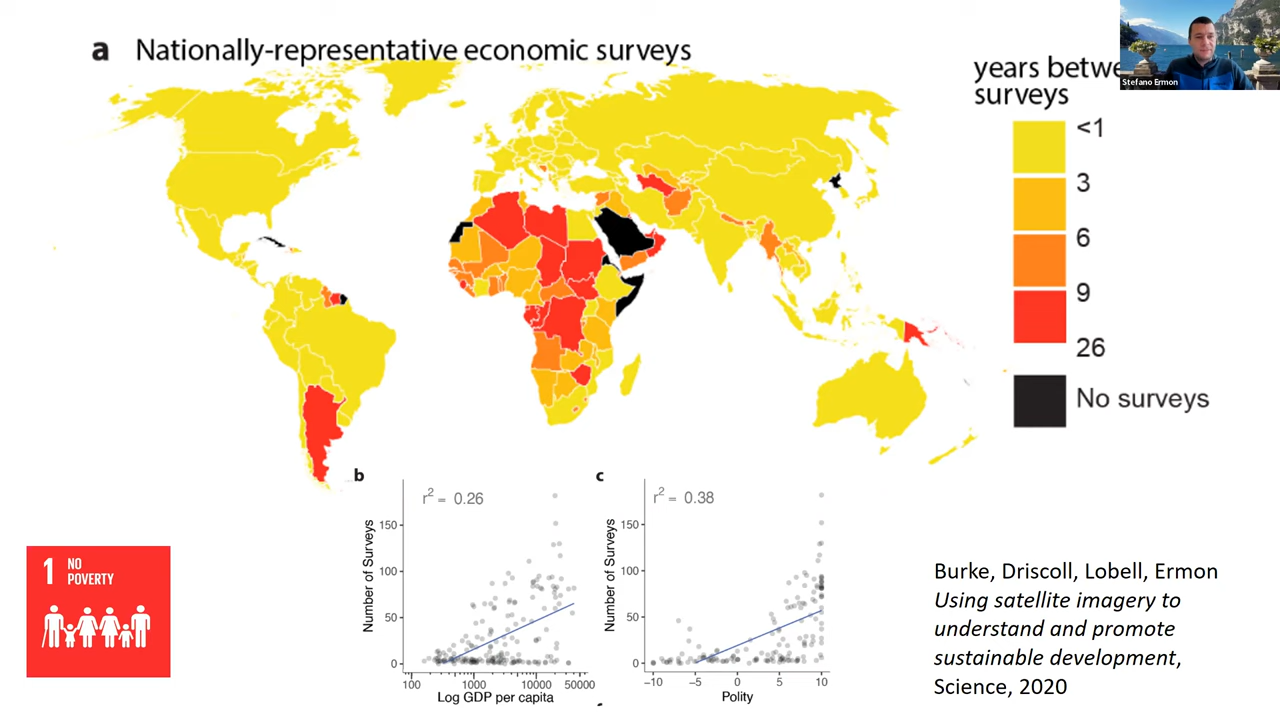 a Nationally-representative economic surveys
years betwe
surveys
Stefano Ermon
<1
3
6
9
26
No surveys
b
r² = 0.26
Number of Surveys
150
100
50
0
100 1000 10000 50000
Log GDP per capita
c
r² = 0.38
Number of Surveys
150
100
50
0
−10 −5 0 5 10
Polity
1 NO
POVERTY
Burke, Driscoll, Lobell, Ermon
Using satellite imagery to
understand and promote
sustainable development,
Science, 2020